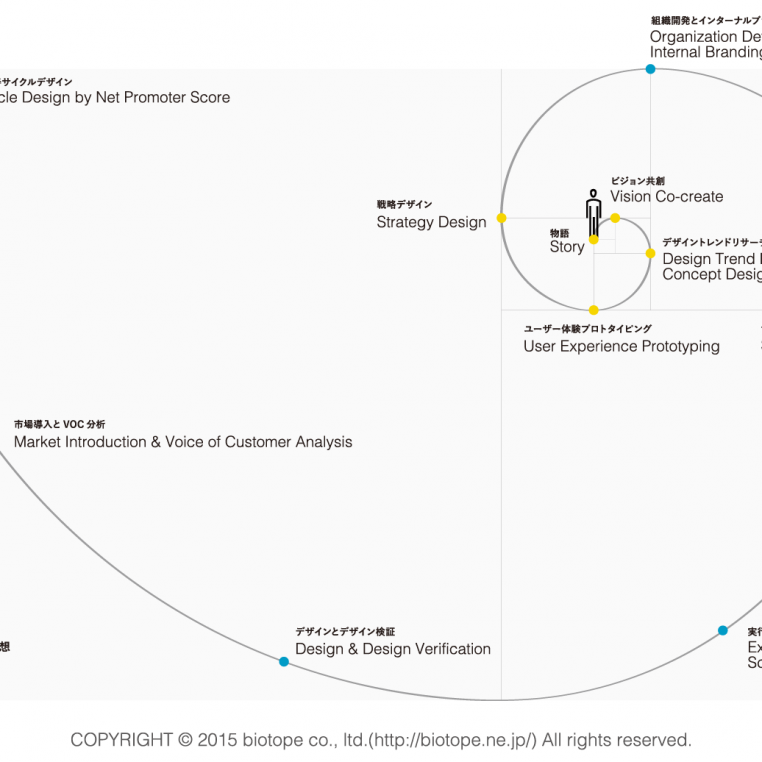 組織開発とインターナルブ
Organization De
Internal Branding
サイクルデザイン
cle Design by Net Promoter Score
ビジョン共創
Vision Co-create
戦略デザイン
Strategy Design
物語
Story
デザイントレンドリサー
Design Trend
Concept Desig
ユーザー体験プロトタイピング
User Experience Prototyping
市場導入と VOC 分析
Market Introduction & Voice of Customer Analysis
デザインとデザイン検証
Design & Design Verification
想
実行
Ex
So
COPYRIGHT © 2015 biotope co., ltd.(http://biotope.ne.jp/) All rights reserved.